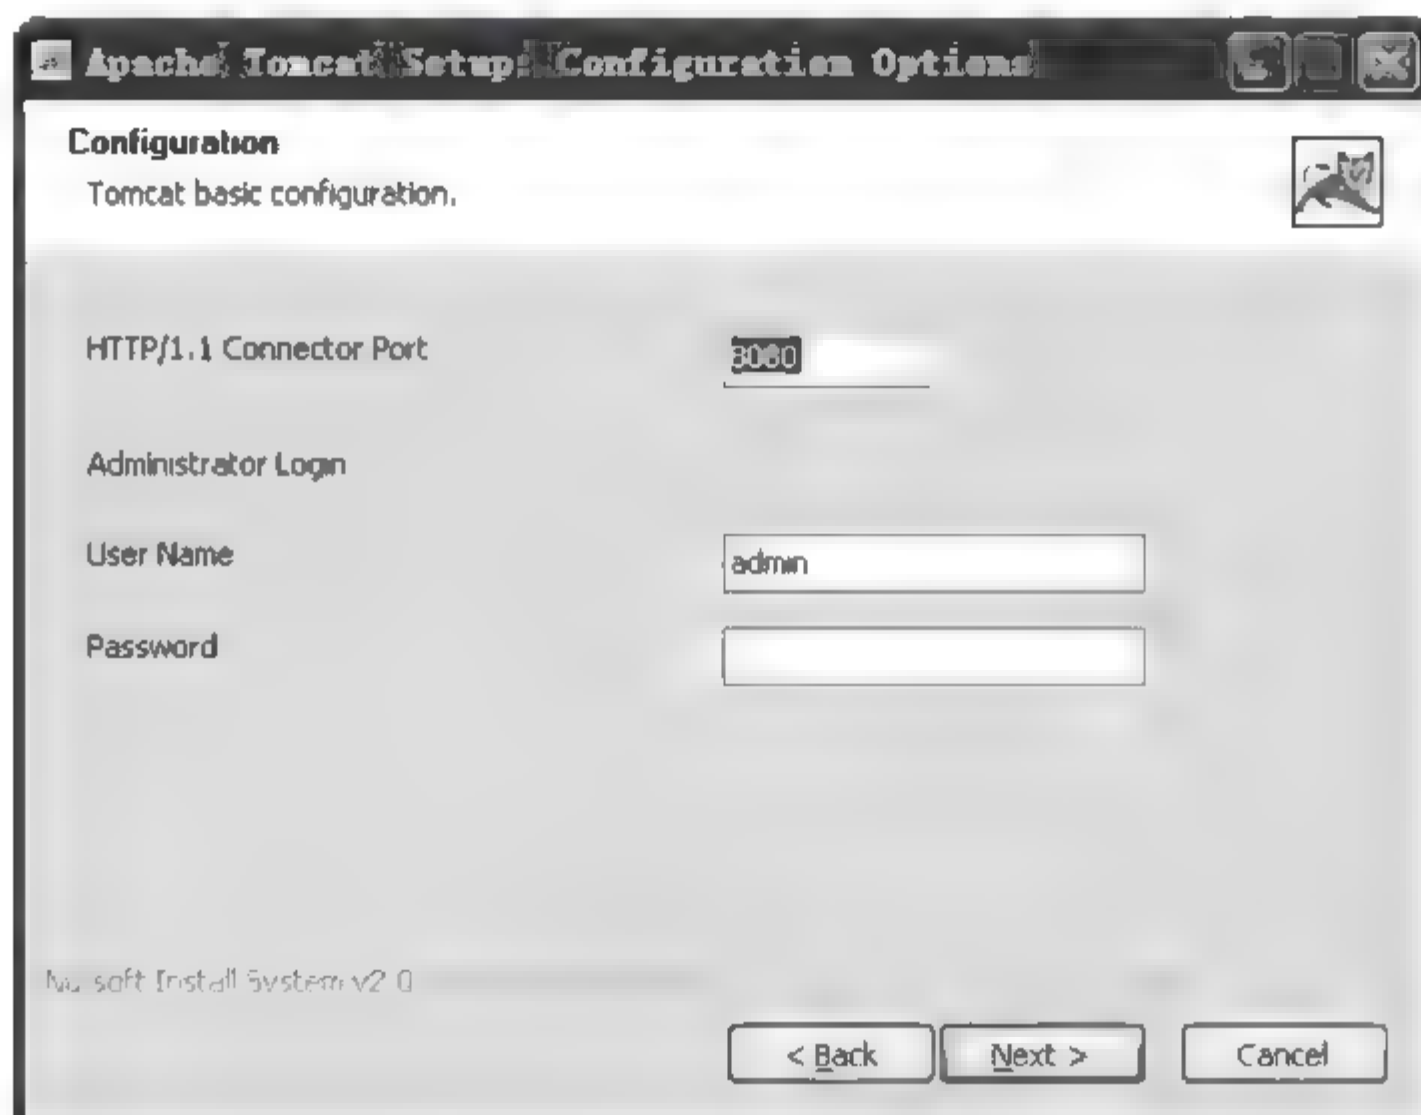 Apache Tomcat Setup: Configuration Options
Configuration
Tomcat basic configuration.
HTTP/1.1 Connector Port
8080
Administrator Login
User Name
admin
Password
Nullsoft Install System v2.0
< Back
Next >
Cancel